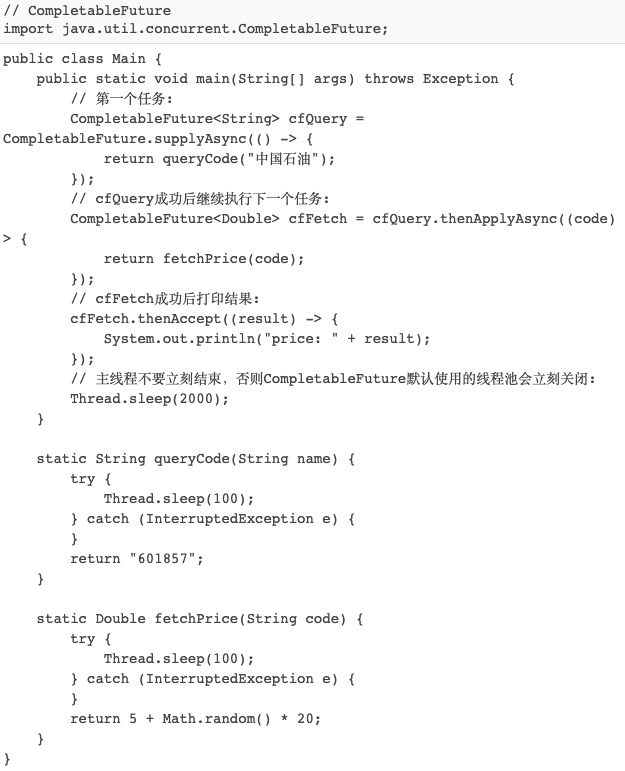 // CompletableFuture
import java.util.concurrent.CompletableFuture;
public class Main {
    public static void main(String[] args) throws Exception {
        // 第一个任务：
        CompletableFuture<String> cfQuery =
CompletableFuture.supplyAsync(() -> {
            return queryCode("中国石油");
        });
        // cfQuery成功后继续执行下一个任务：
        CompletableFuture<Double> cfFetch = cfQuery.thenApplyAsync((code)
> {
            return fetchPrice(code);
        });
        // cfFetch成功后打印结果：
        cfFetch.thenAccept((result) -> {
            System.out.println("price: " + result);
        });
        // 主线程不要立刻结束，否则CompletableFuture默认使用的线程池会立刻关闭：
        Thread.sleep(2000);
    }

    static String queryCode(String name) {
        try {
            Thread.sleep(100);
        } catch (InterruptedException e) {
        }
        return "601857";
    }

    static Double fetchPrice(String code) {
        try {
            Thread.sleep(100);
        } catch (InterruptedException e) {
        }
        return 5 + Math.random() * 20;
    }
}